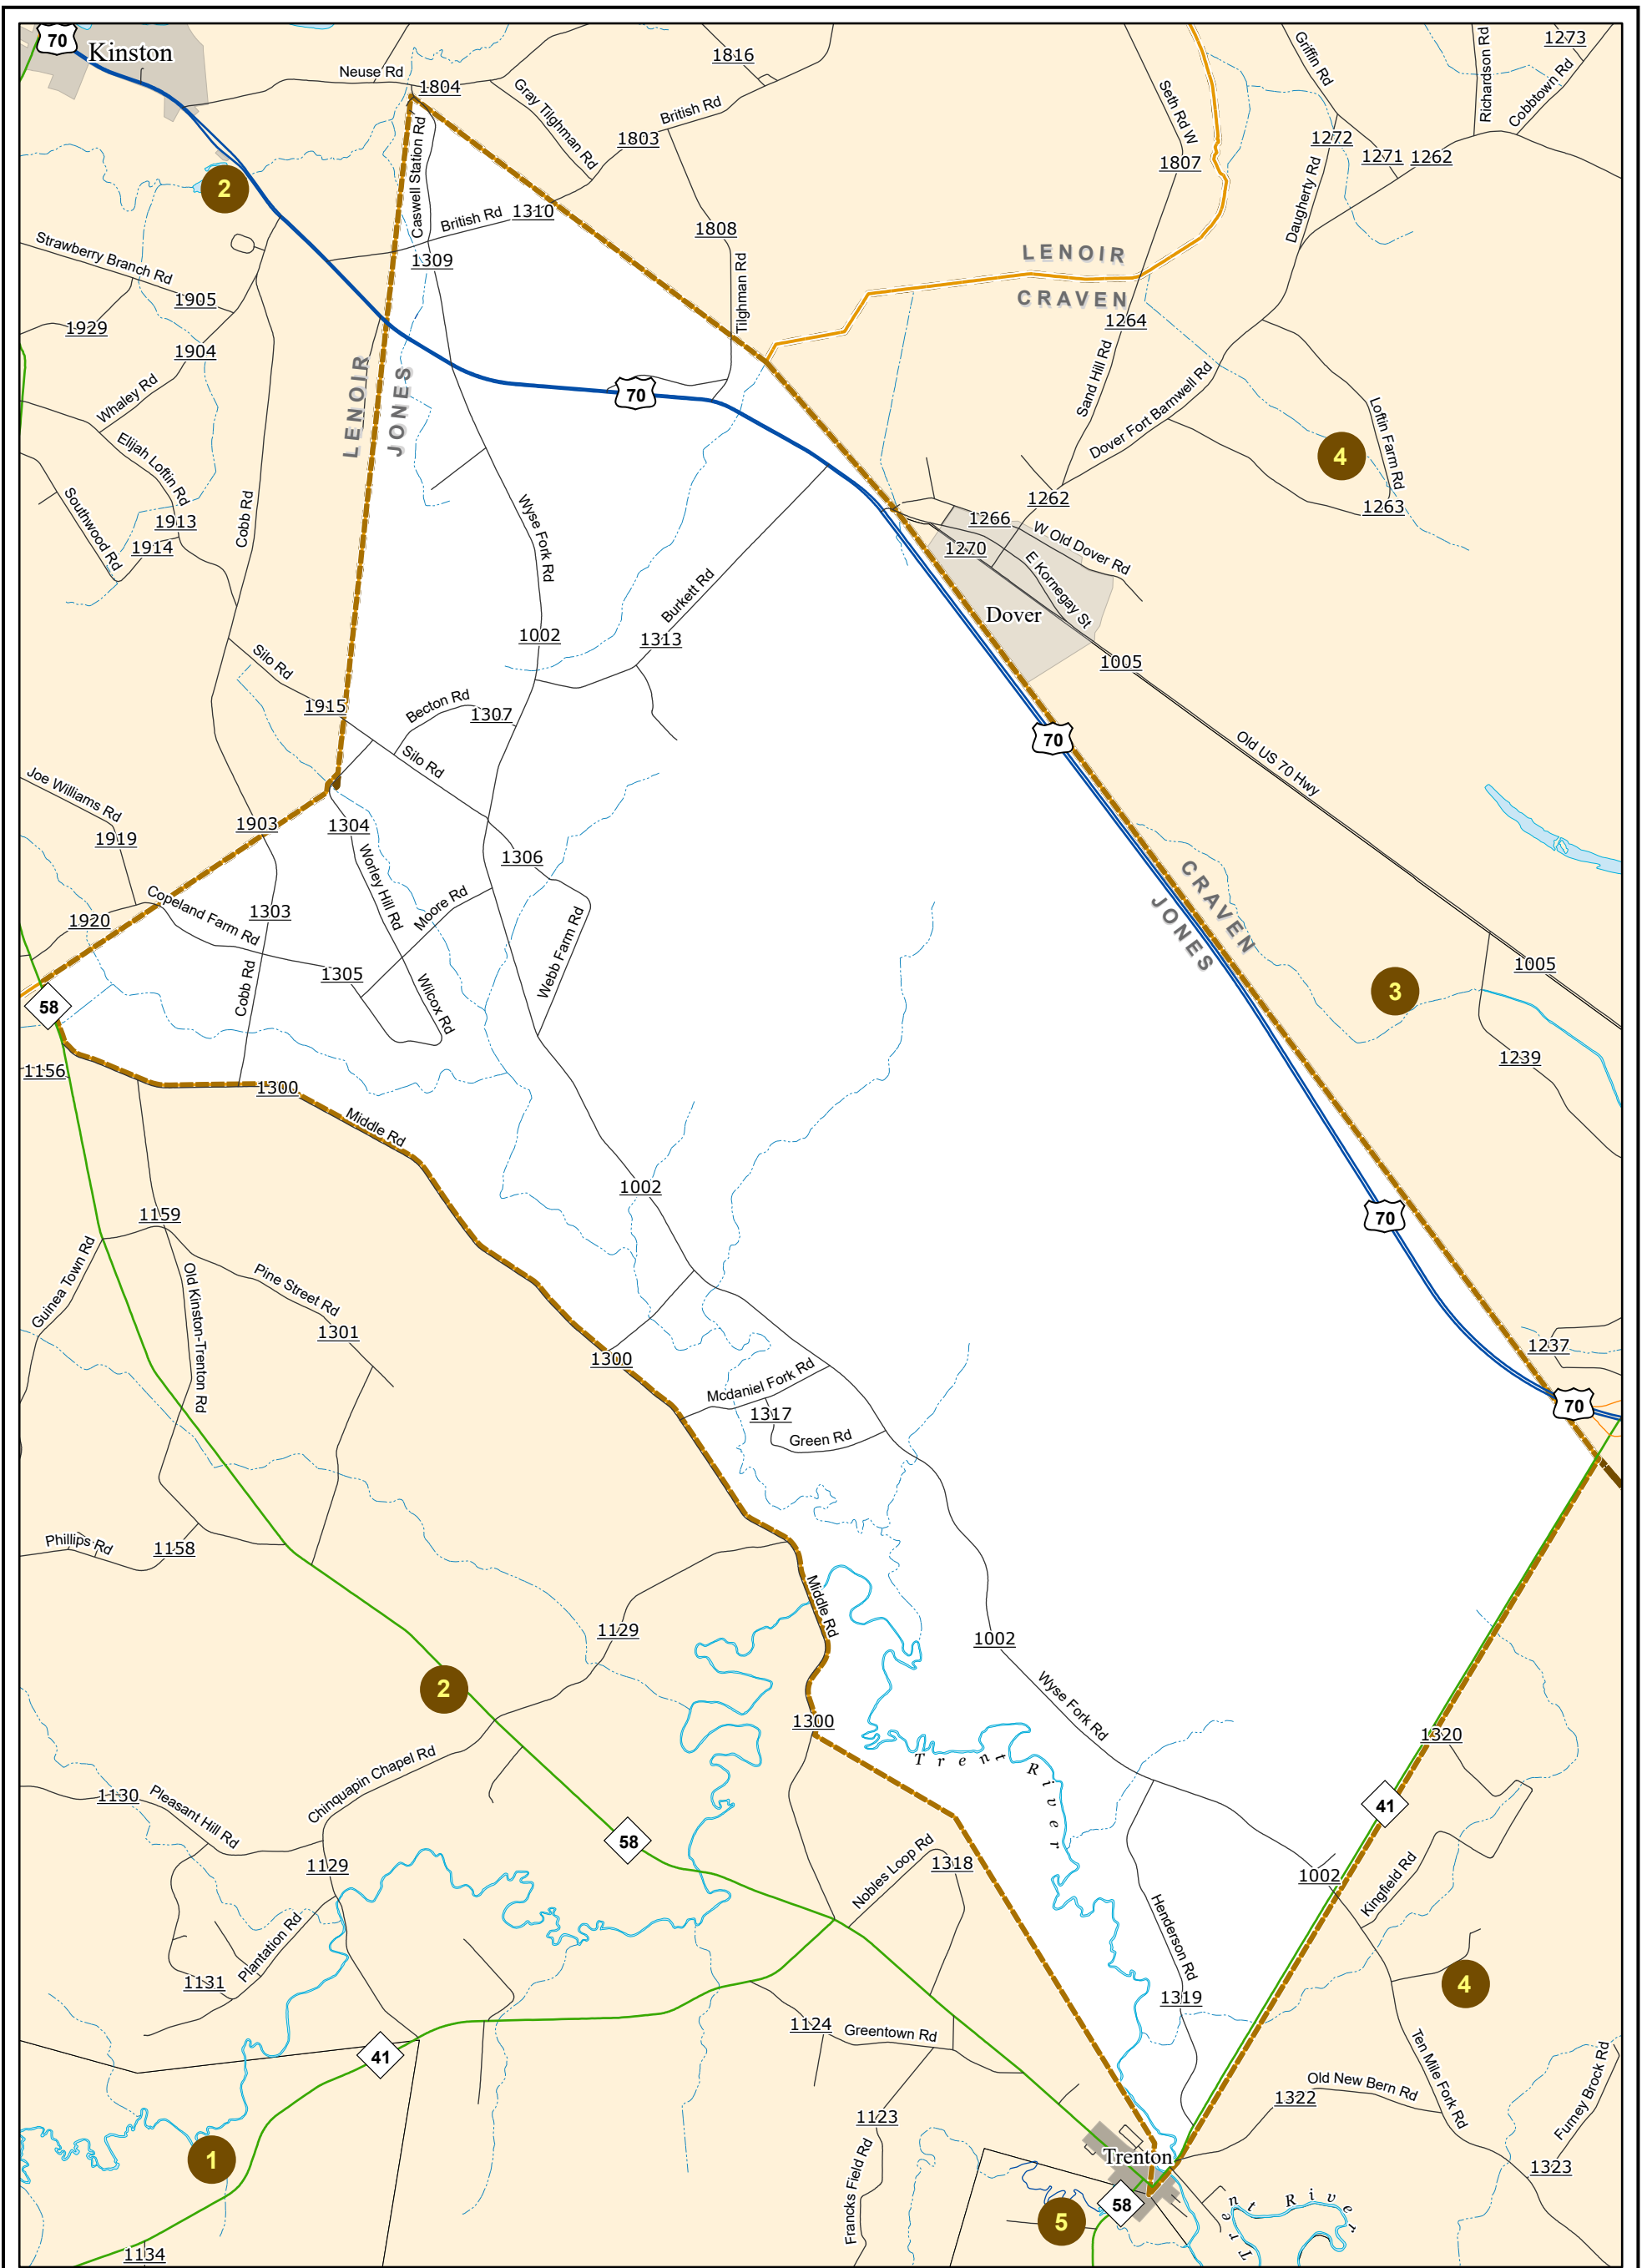 70
Kinston
Neuse Rd
1804
1816
Gray Tilghman Rd
British Rd
1803
Seth Rd W
1807
Griffin Rd
1273
Richardson Rd
Cobbtown Rd
1272
1271
1262
Daugherty Rd
2
Caswell Station Rd
British Rd
1310
1309
1808
Tilghman Rd
LENOIR
CRAVEN
1264
Sand Hill Rd
Strawberry Branch Rd
1905
1929
1904
Whaley Rd
LENOIR
JONES
70
Elijah Loffin Rd
Southwood Rd
1913
1914
Cobb Rd
Dover Fort Barnwell Rd
Loftin Farm Rd
4
1263
1262
1266
W Old Dover Rd
1270
E Kornegay St
Dover
1005
Wyse Fork Rd
Burkett Rd
1002
1313
Silo Rd
1915
Becton Rd
1307
Silo Rd
70
Old US 70 Hwy
Joe Williams Rd
1919
1903
1304
1306
Worley Hill Rd
Moore Rd
Copeland Farm Rd
1920
1303
1305
Cobb Rd
Wilcox Rd
Webb Farm Rd
CRAVEN
JONES
1005
3
1239
58
1156
1300
Middle Rd
1002
70
1159
Guinea Town Rd
Old Kinston-Trenton Rd
Pine Street Rd
1301
1300
1237
Mcdaniel Fork Rd
1317
Green Rd
70
Phillips Rd
1158
Middle Rd
1129
1002
2
Wyse Fork Rd
1300
Trent River
1320
41
1130
Pleasant Hill Rd
Chinquapin Chapel Rd
58
1129
Nobles Loop Rd
1318
1002
Kingfield Rd
Henderson Rd
Plantation Rd
1131
4
1319
1124
Greentown Rd
41
Ten Mile Fork Rd
Old New Bern Rd
1322
Furney Brock Rd
1123
Francks Field Rd
1
Trenton
1323
58
5
Trent River
1134